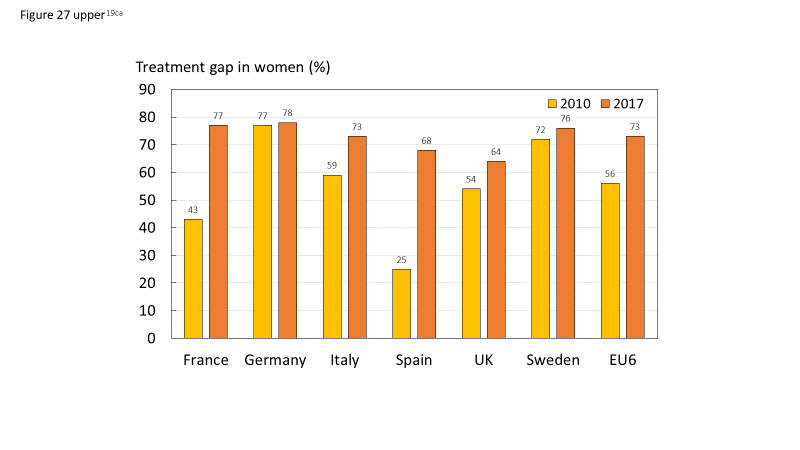 Figure 27 upper19ca
Treatment gap in women (%)
90
80
70
60
50
40
30
20
10
0
2010 2017
43 77 77 78 59 73 25 68 54 64 72 76 56 73
France Germany Italy Spain UK Sweden EU6